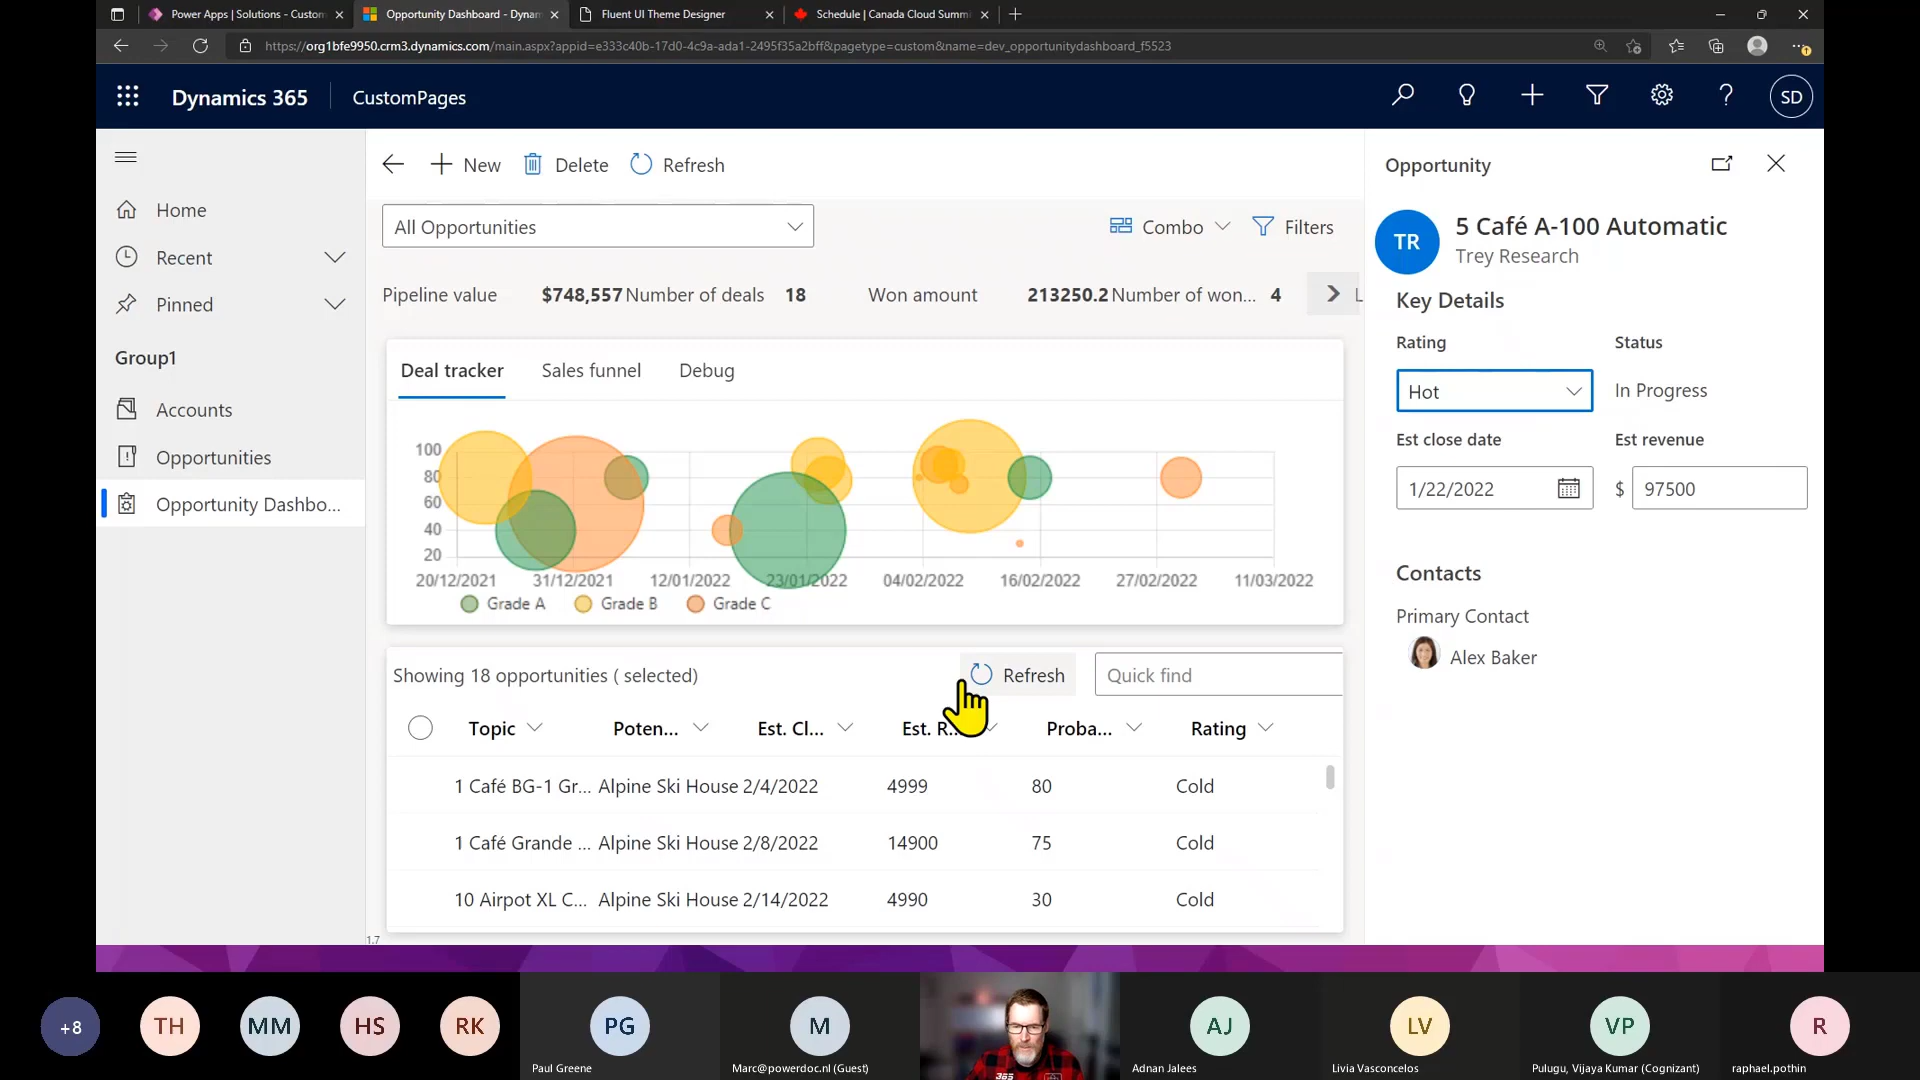 Power Apps | Solutions - Custom
Opportunity Dashboard - Dynam
Fluent UI Theme Designer
Schedule | Canada Cloud Summi
https://org1bfe9950.crm3.dynamics.com/main.aspx?appid=e333c40b-17d0-4c9a-ada1-2495f35a2bff&pagetype=custom&name=dev_opportunitydashboard_f5523
Dynamics 365
CustomPages
SD
Home
Recent
Pinned
Group1
Accounts
Opportunities
Opportunity Dashbo...
New
Delete
Refresh
All Opportunities
Combo
Filters
Pipeline value $748,557 Number of deals 18 Won amount 213250.2 Number of won... 4 L
Deal tracker
Sales funnel
Debug
100
80
60
40
20
20/12/2021 31/12/2021 12/01/2022 23/01/2022 04/02/2022 16/02/2022 27/02/2022 11/03/2022
Grade A Grade B Grade C
Showing 18 opportunities ( selected)
Refresh
Quick find
Topic Poten... Est. Cl... Est. R... Proba... Rating
1 Café BG-1 Gr... Alpine Ski House 2/4/2022 4999 80 Cold
1 Café Grande ... Alpine Ski House 2/8/2022 14900 75 Cold
10 Airpot XL C... Alpine Ski House 2/14/2022 4990 30 Cold
1.7
Opportunity
TR
5 Café A-100 Automatic
Trey Research
Key Details
Rating Status
Hot In Progress
Est close date Est revenue
1/22/2022 $ 97500
Contacts
Primary Contact
Alex Baker
+8
TH
MM
HS
RK
PG
Paul Greene
M
Marc@powerdoc.nl (Guest)
365
AJ
Adnan Jalees
LV
Livia Vasconcelos
VP
Pulugu, Vijaya Kumar (Cognizant)
R
raphael.pothin